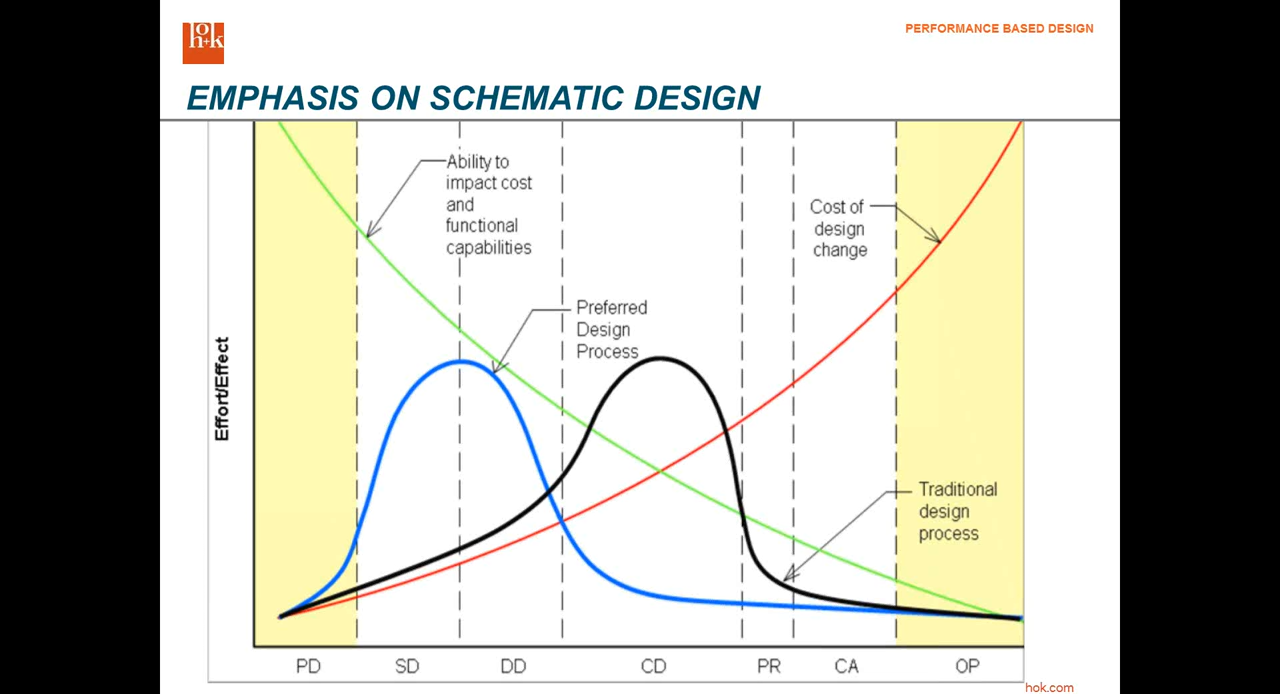 hok
PERFORMANCE BASED DESIGN
EMPHASIS ON SCHEMATIC DESIGN
Ability to
impact cost
and
functional
capabilities
Cost of
design
change
Preferred
Design
Process
Effort/Effect
Traditional
design
process
PD SD DD CD PR CA OP
hok.com